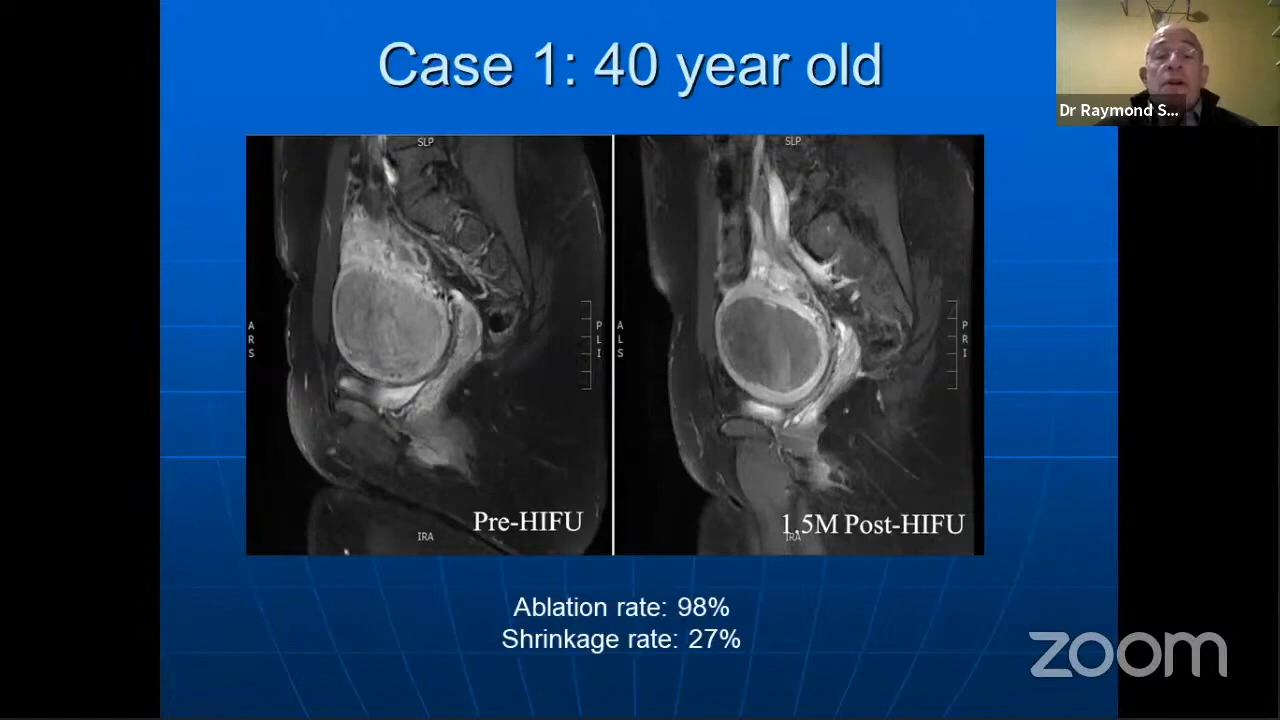 Case 1: 40 year old
Dr Raymond S...
SLP
SLP
A
R
S
P
L
I
A
L
S
P
R
I
Pre-HIFU
1.5M Post-HIFU
IRA
IRA
Ablation rate: 98%
Shrinkage rate: 27%
zoom